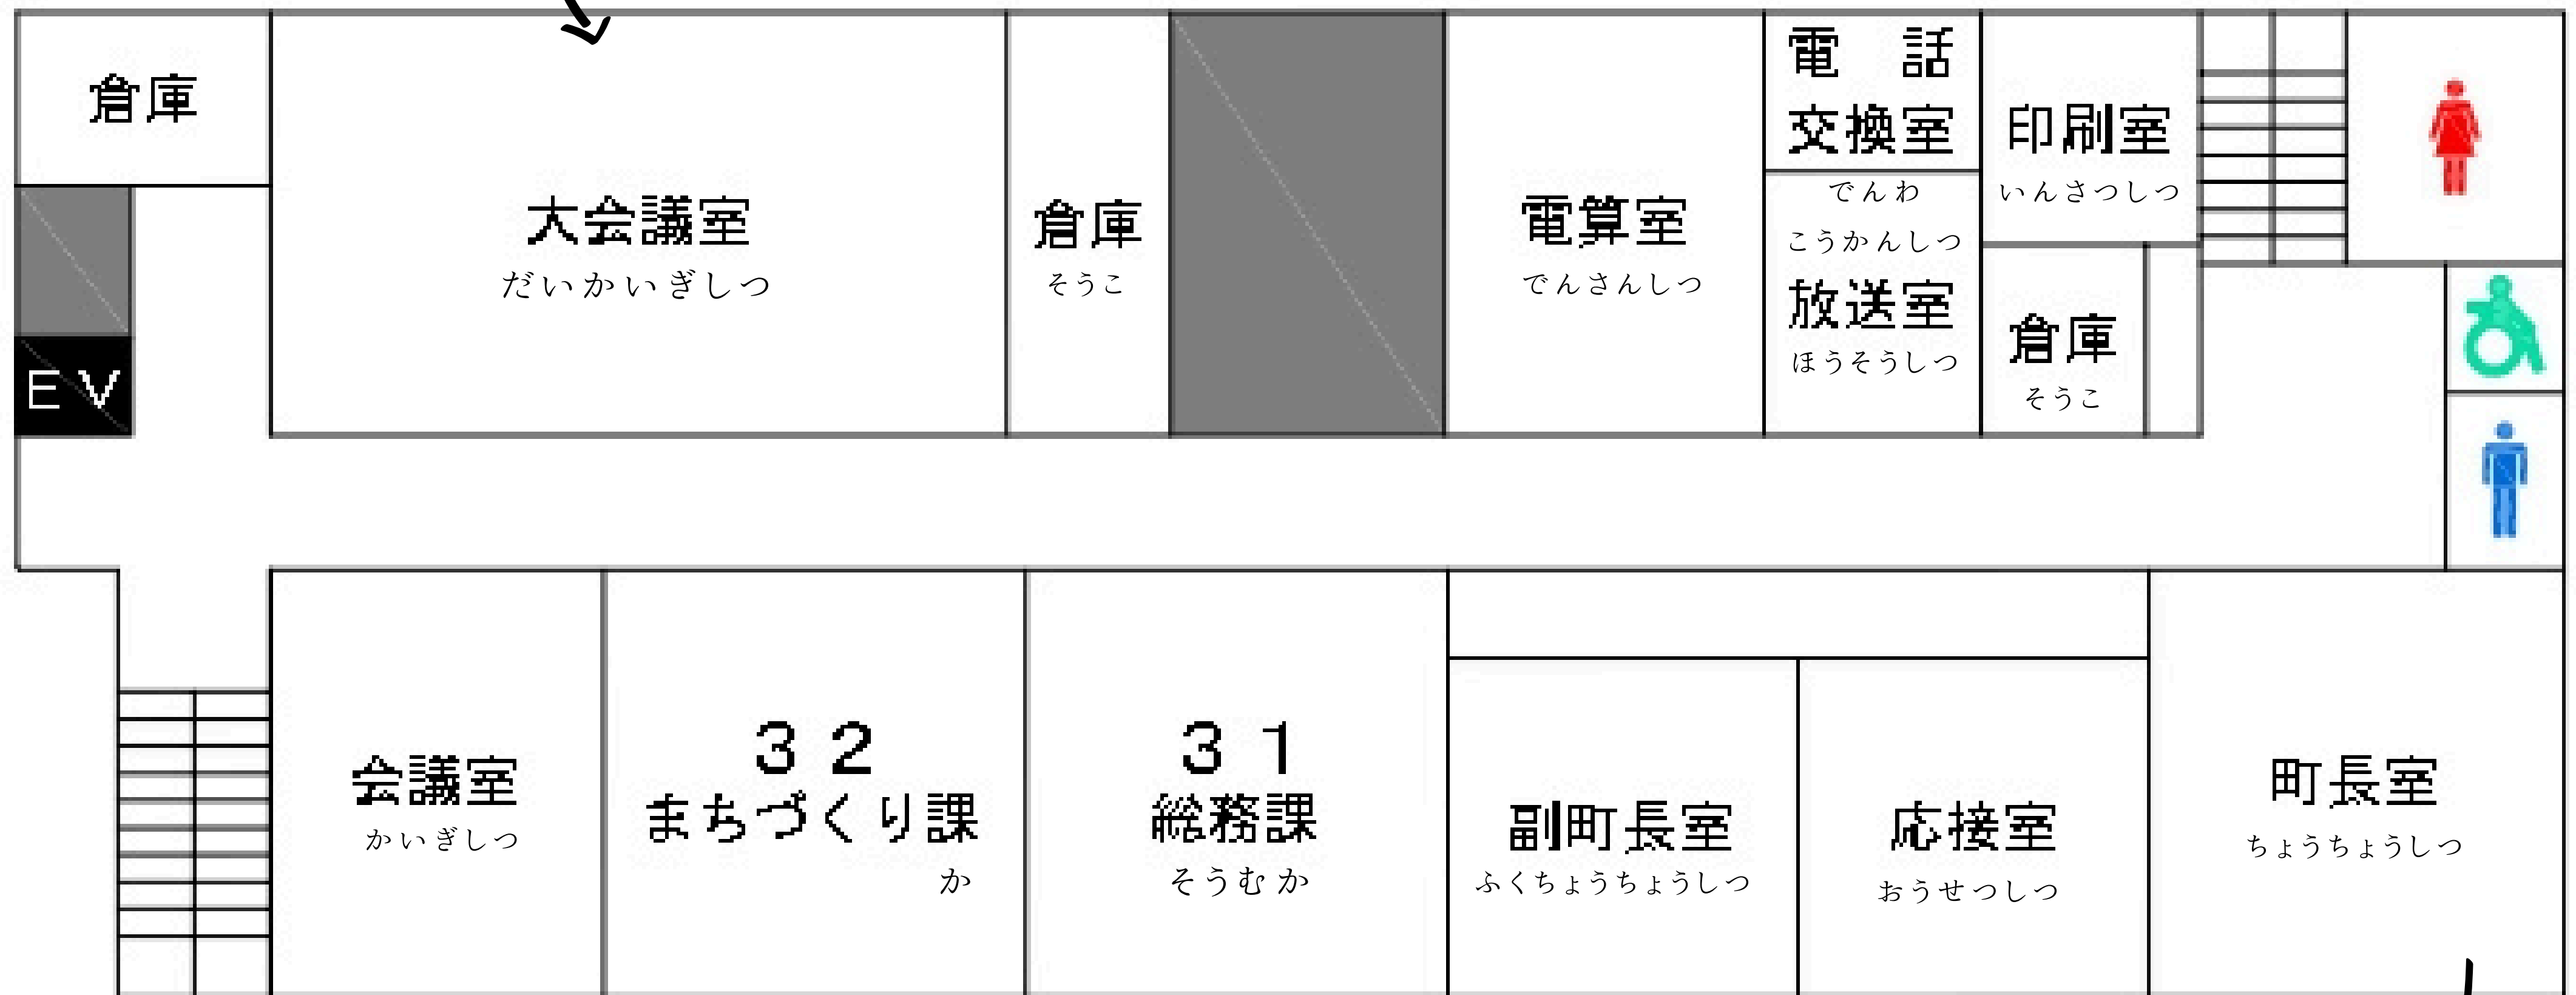 倉庫
EV
大会議室
だいかいぎしつ
倉庫
そうこ
電算室
でんさんしつ
電　話
交換室
でんわ
こうかんしつ
放送室
ほうそうしつ
印刷室
いんさつしつ
倉庫
そうこ
会議室
かいぎしつ
３２
まちづくり課
か
３１
総務課
そうむか
副町長室
ふくちょうちょうしつ
応接室
おうせつしつ
町長室
ちょうちょうしつ